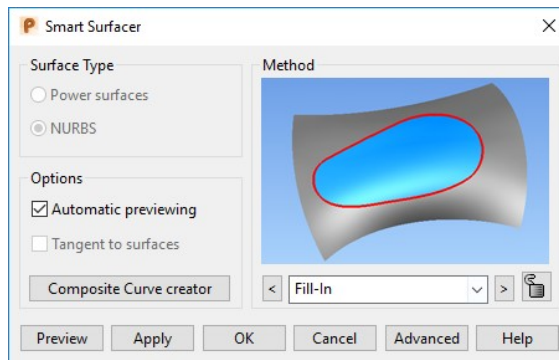 Smart Surfacer
Surface Type
Power surfaces
NURBS
Options
Automatic previewing
Tangent to surfaces
Composite Curve creator
Method
< Fill-In >
Preview Apply OK Cancel Advanced Help